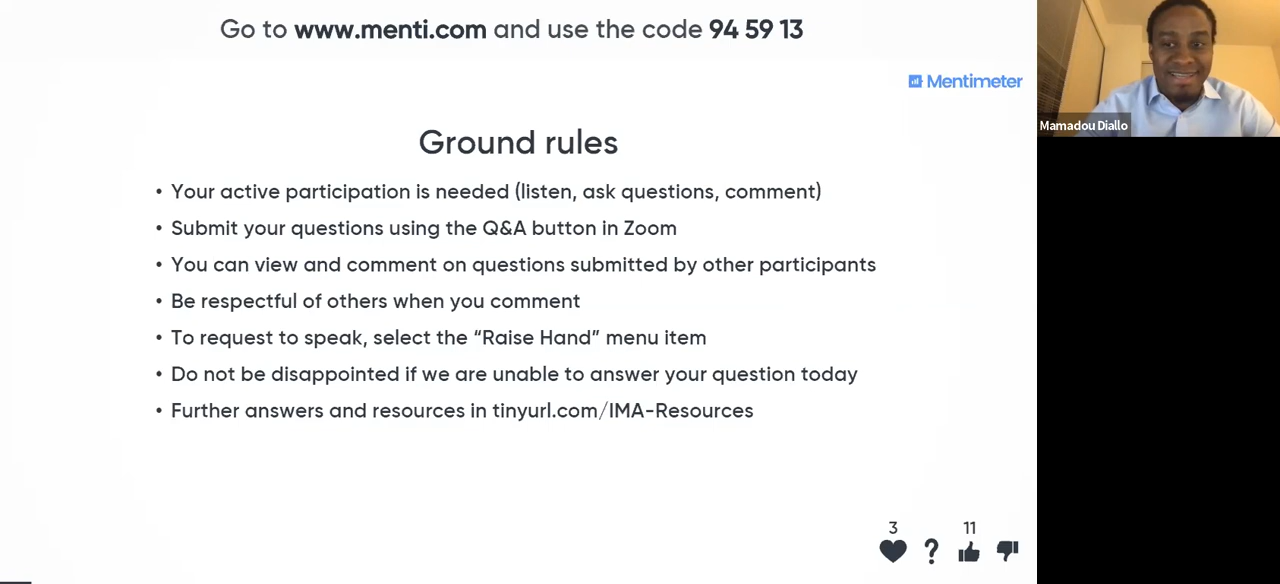 Go to www.menti.com and use the code 94 59 13
Mentimeter
Mamadou Diallo
Ground rules
• Your active participation is needed (listen, ask questions, comment)
• Submit your questions using the Q&A button in Zoom
• You can view and comment on questions submitted by other participants
• Be respectful of others when you comment
• To request to speak, select the “Raise Hand” menu item
• Do not be disappointed if we are unable to answer your question today
• Further answers and resources in tinyurl.com/IMA-Resources
3 11
?